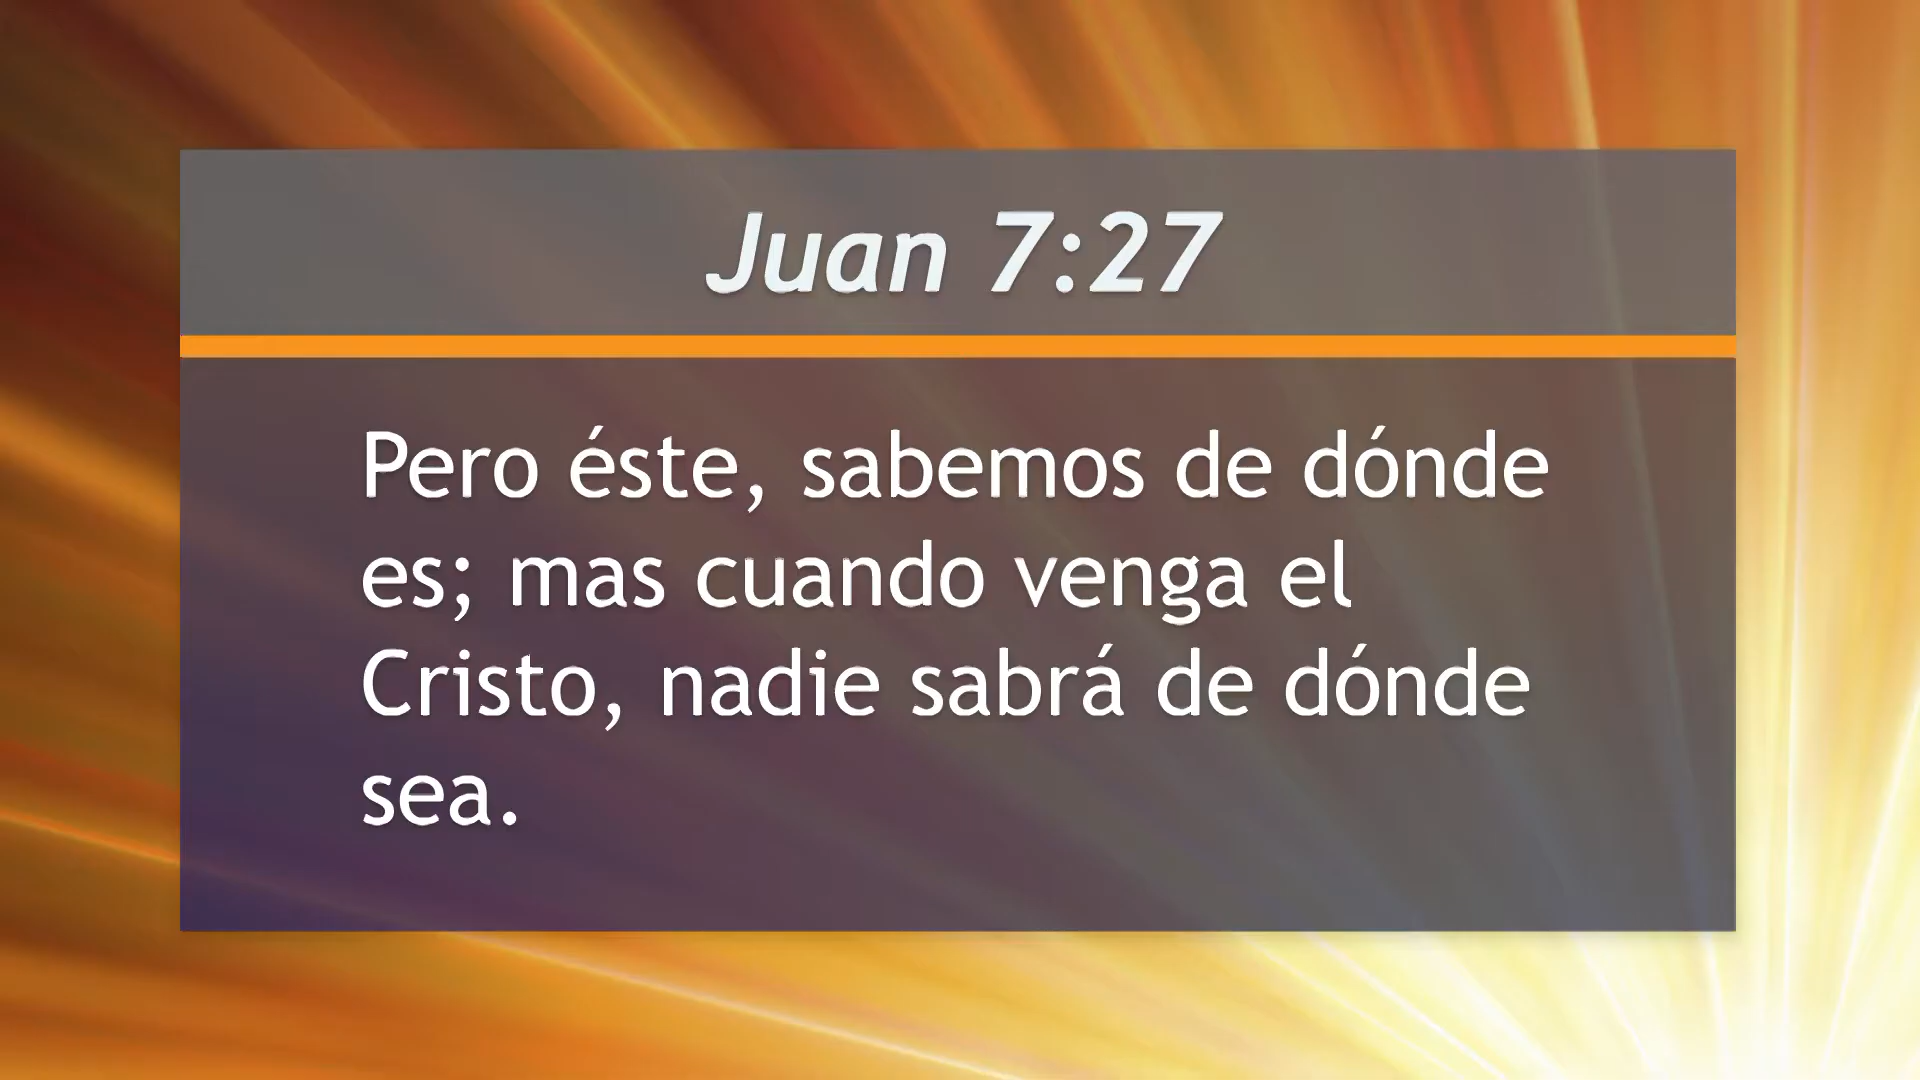 Juan 7:27
Pero éste, sabemos de dónde
es; mas cuando venga el
Cristo, nadie sabrá de dónde
sea.